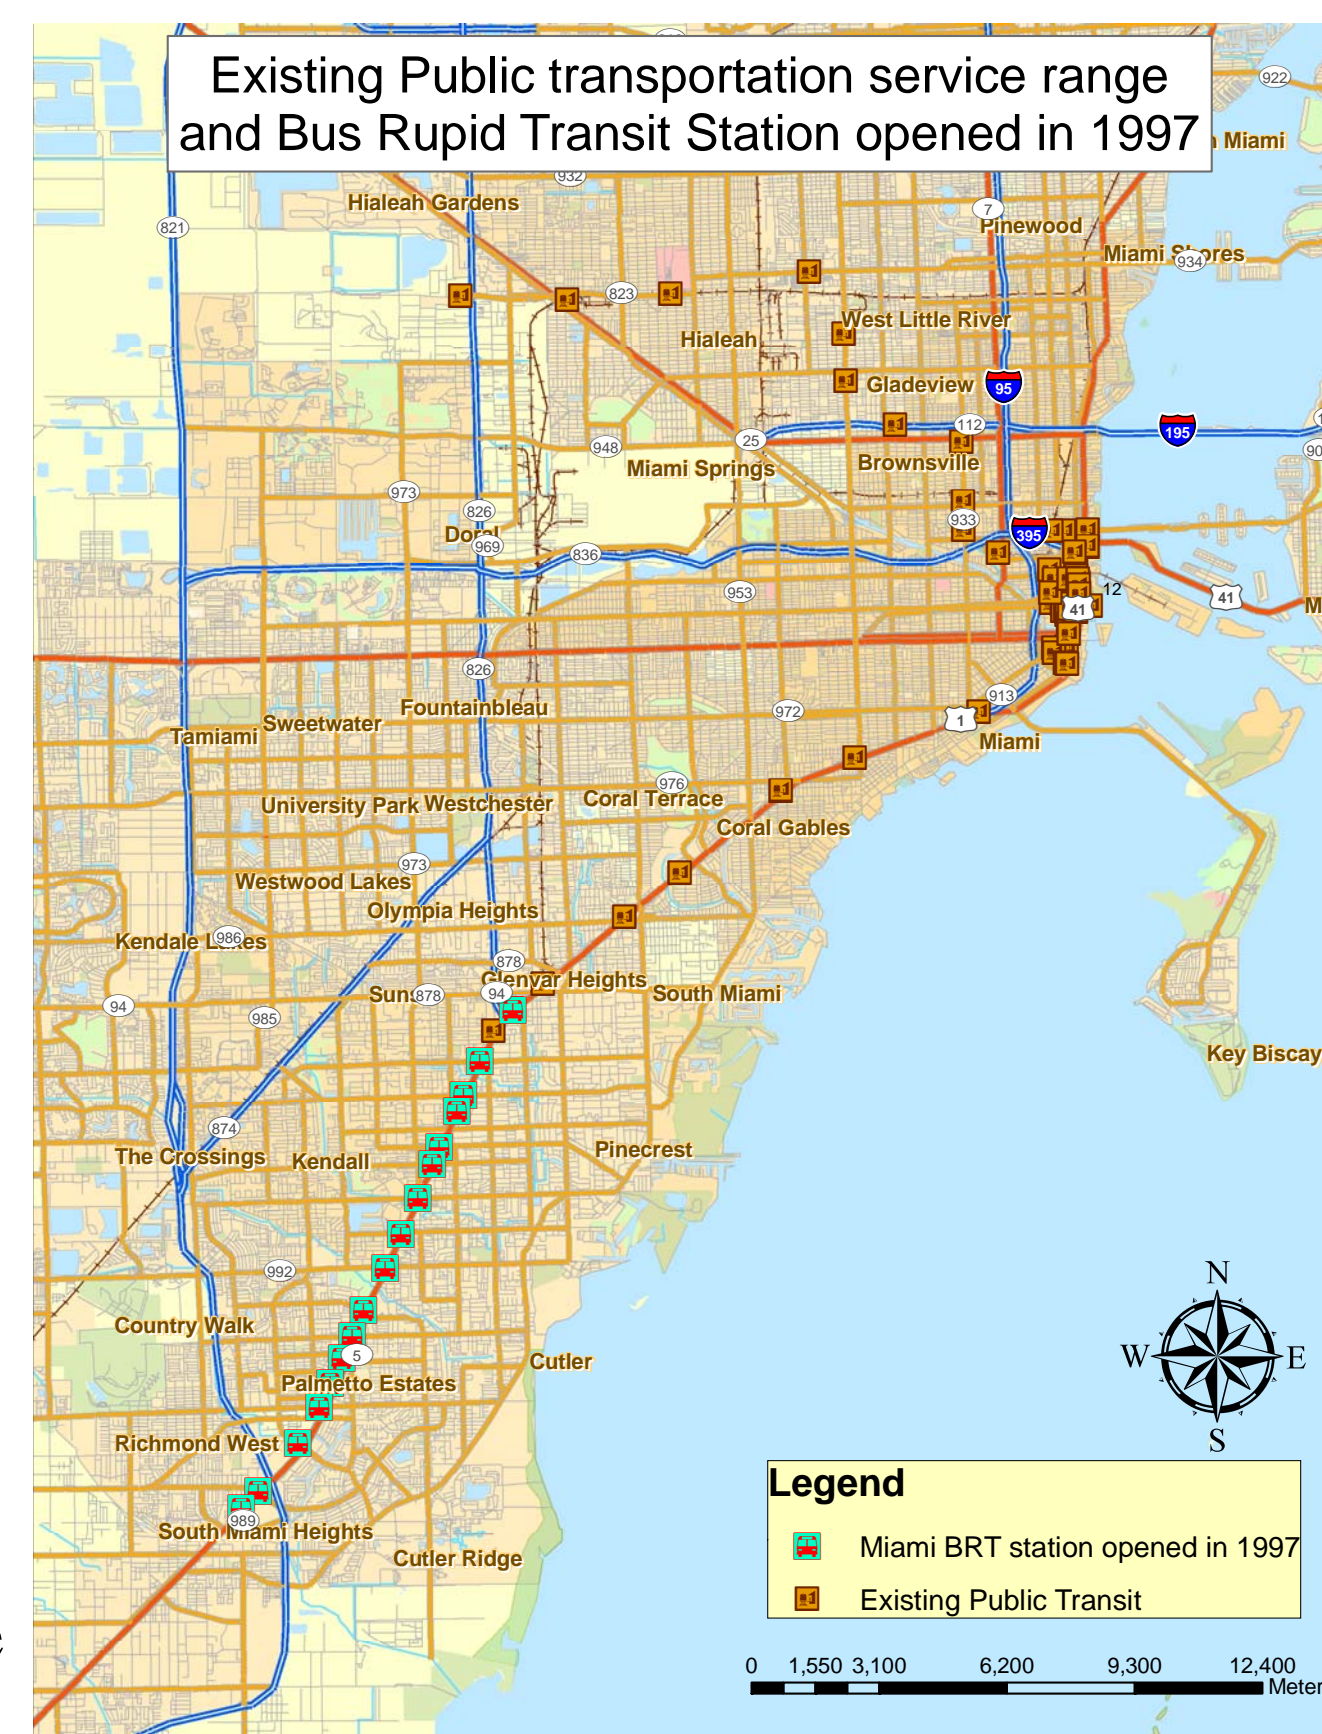 Existing Public transportation service range
and Bus Rupid Transit Station opened in 1997
922
Miami
932
Hialeah Gardens
7
821
Pinewood
Miami Shores
934
823
West Little River
Hialeah
Gladeview
95
112
195
25
948
Brownsville
Miami Springs
973
826
933
395
Doral
969
836
953
12
41
41
826
913
Fountainbleau
972
1
Sweetwater
Tamiami
Miami
976
University Park
Westchester
Coral Terrace
Coral Gables
973
Westwood Lakes
Olympia Heights
986
Kendale Lakes
878
Glenvar Heights
878
94
South Miami
94
985
Key Biscay
874
The Crossings
Kendall
Pinecrest
992
N
Country Walk
5
W
E
Cutler
Palmetto Estates
S
Richmond West
Legend
989
South Miami Heights
Miami BRT station opened in 1997
Cutler Ridge
Existing Public Transit
0 1,550 3,100 6,200 9,300 12,400
Meter